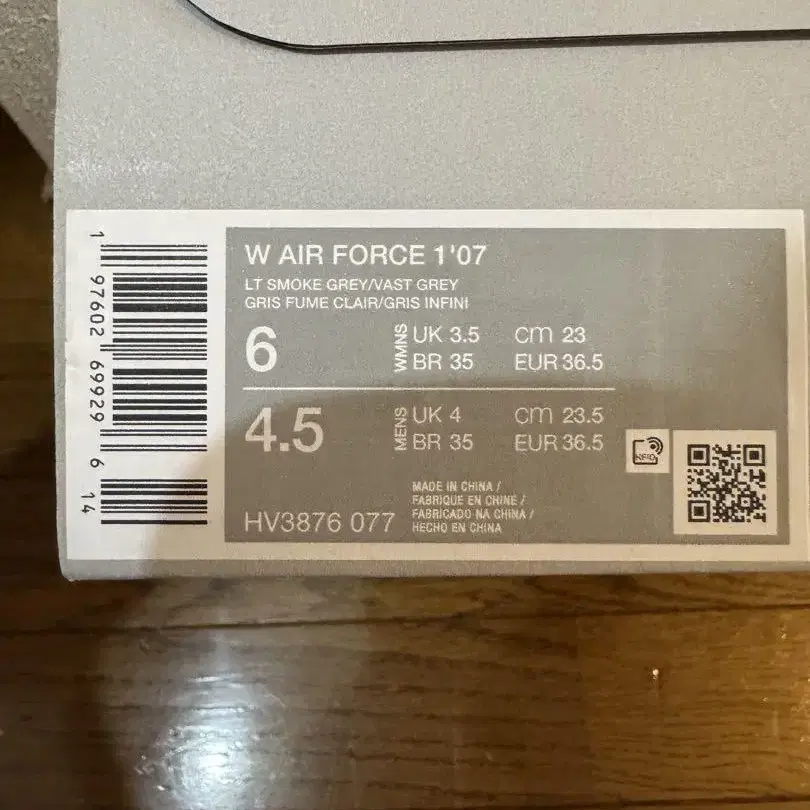 W AIR FORCE 1'07
LT SMOKE GREY/VAST GREY
GRIS FUME CLAIR/GRIS INFINI
6
WMNS
UK 3.5 cm 23
BR 35 EUR 36.5
4.5
MENS
UK 4 cm 23.5
BR 35 EUR 36.5
HV3876 077
MADE IN CHINA /
FABRIQUE EN CHINE /
FABRICADO NA CHINA /
HECHO EN CHINA
RFID
1 97602 69929 6 14